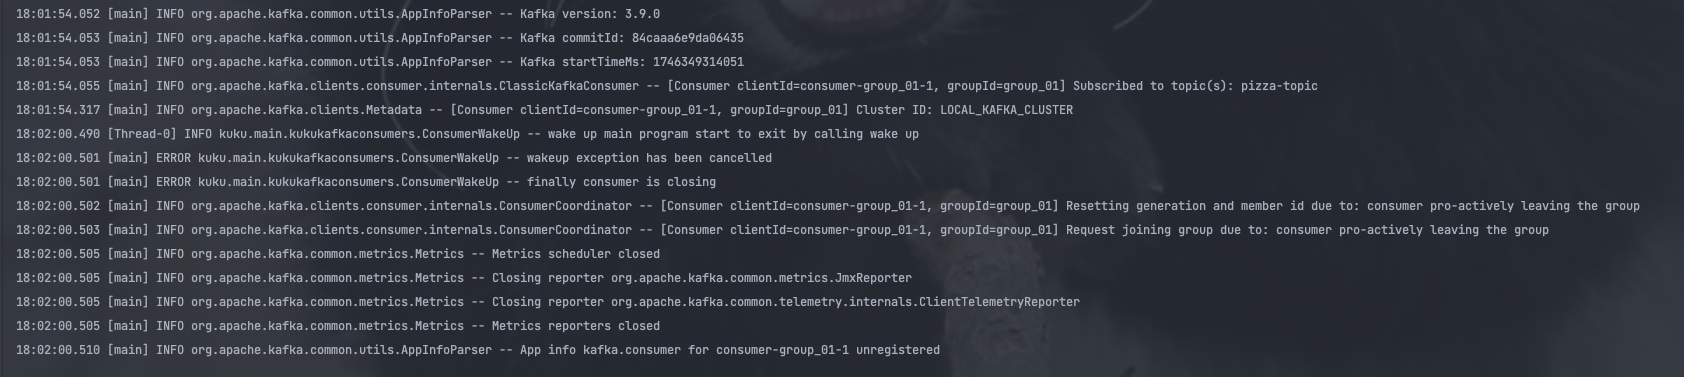 18:01:54.052 [main] INFO org.apache.kafka.common.utils.AppInfoParser -- Kafka version: 3.9.0
18:01:54.053 [main] INFO org.apache.kafka.common.utils.AppInfoParser -- Kafka commitId: 84caaa6e9da06435
18:01:54.053 [main] INFO org.apache.kafka.common.utils.AppInfoParser -- Kafka startTimeMs: 1746349314051
18:01:54.055 [main] INFO org.apache.kafka.clients.consumer.internals.ClassicKafkaConsumer -- [Consumer clientId=consumer-group_01-1, groupId=group_01] Subscribed to topic(s): pizza-topic
18:01:54.317 [main] INFO org.apache.kafka.clients.Metadata -- [Consumer clientId=consumer-group_01-1, groupId=group_01] Cluster ID: LOCAL_KAFKA_CLUSTER
18:02:00.490 [Thread-0] INFO kuku.main.kukukafkaconsumers.ConsumerWakeUp -- wake up main program start to exit by calling wake up
18:02:00.501 [main] ERROR kuku.main.kukukafkaconsumers.ConsumerWakeUp -- wakeup exception has been cancelled
18:02:00.501 [main] ERROR kuku.main.kukukafkaconsumers.ConsumerWakeUp -- finally consumer is closing
18:02:00.502 [main] INFO org.apache.kafka.clients.consumer.internals.ConsumerCoordinator -- [Consumer clientId=consumer-group_01-1, groupId=group_01] Resetting generation and member id due to: consumer pro-actively leaving the group
18:02:00.503 [main] INFO org.apache.kafka.clients.consumer.internals.ConsumerCoordinator -- [Consumer clientId=consumer-group_01-1, groupId=group_01] Request joining group due to: consumer pro-actively leaving the group
18:02:00.505 [main] INFO org.apache.kafka.common.metrics.Metrics -- Metrics scheduler closed
18:02:00.505 [main] INFO org.apache.kafka.common.metrics.Metrics -- Closing reporter org.apache.kafka.common.metrics.JmxReporter
18:02:00.505 [main] INFO org.apache.kafka.common.metrics.Metrics -- Closing reporter org.apache.kafka.common.telemetry.internals.ClientTelemetryReporter
18:02:00.505 [main] INFO org.apache.kafka.common.metrics.Metrics -- Metrics reporters closed
18:02:00.510 [main] INFO org.apache.kafka.common.utils.AppInfoParser -- App info kafka.consumer for consumer-group_01-1 unregistered